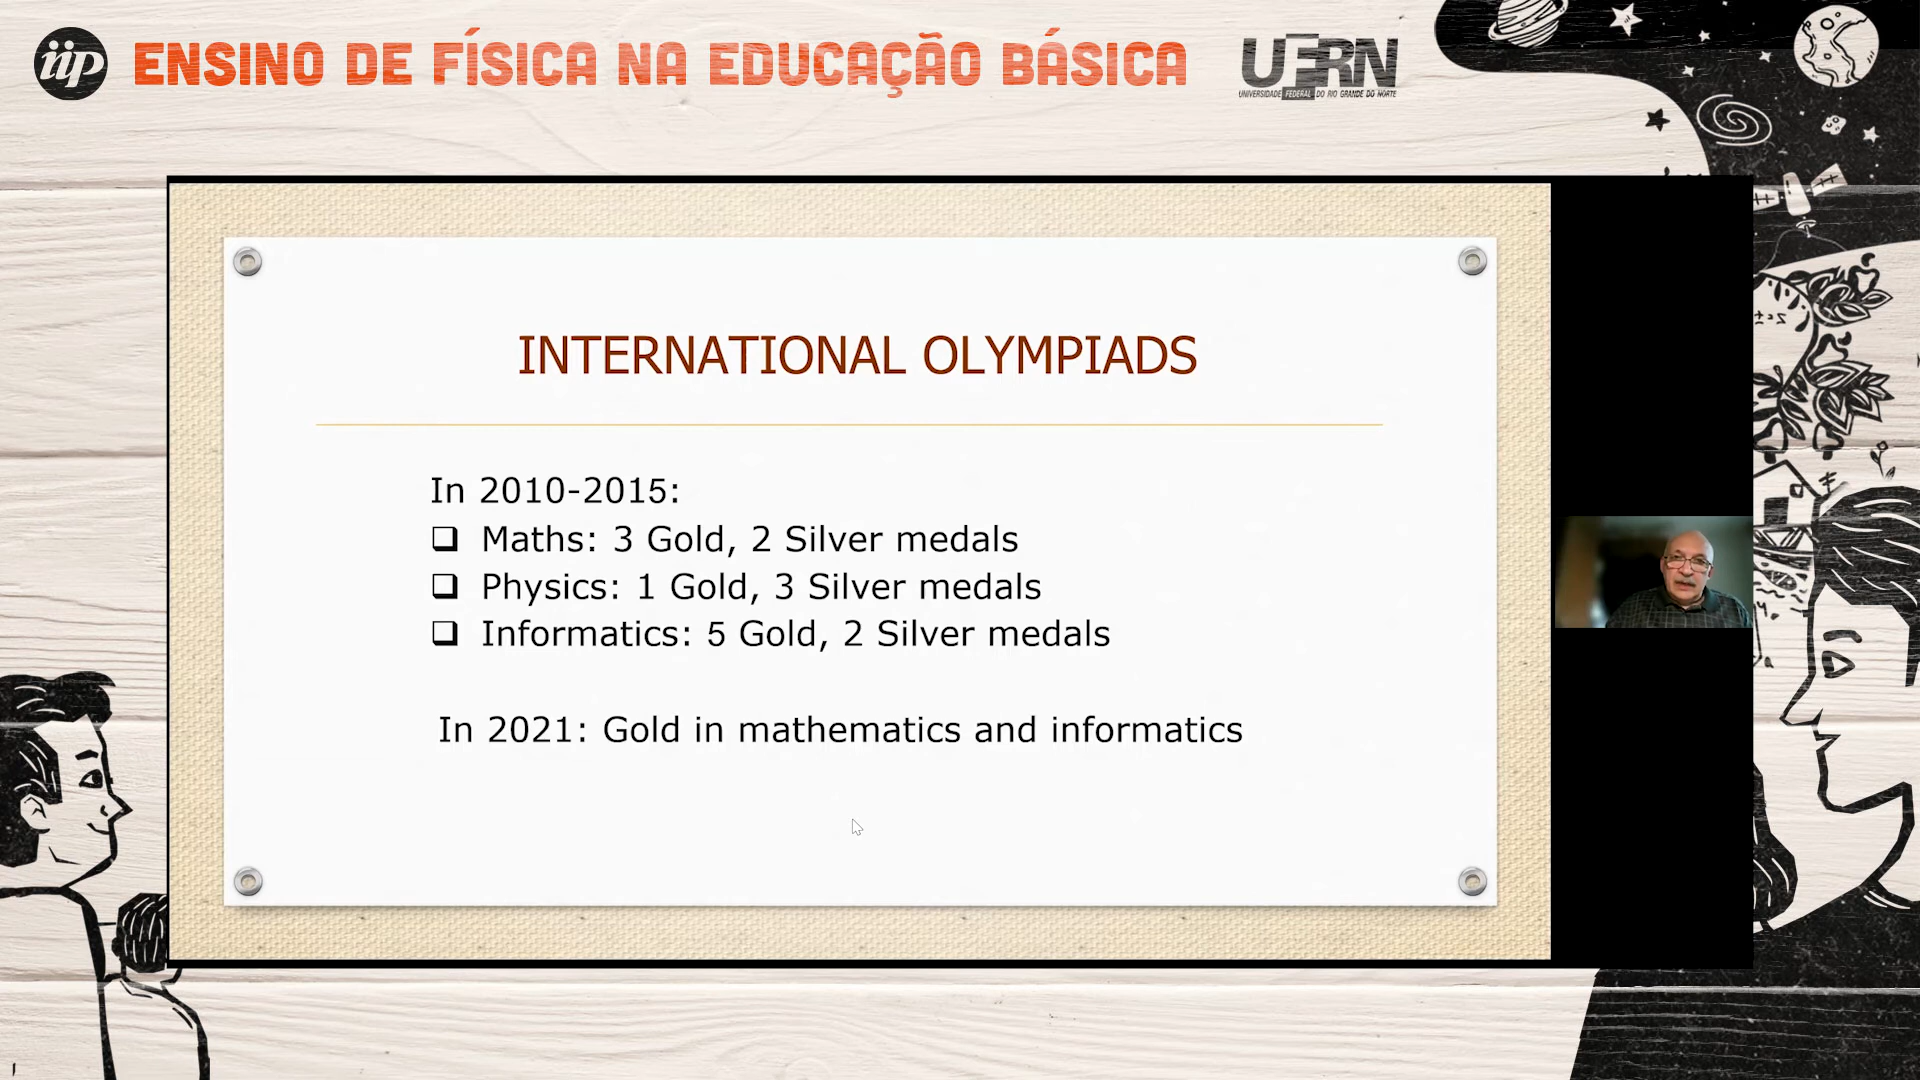 iip ENSINO DE FÍSICA NA EDUCAÇÃO BÁSICA
UFRN
UNIVERSIDADE FEDERAL DO RIO GRANDE DO NORTE
INTERNATIONAL OLYMPIADS
In 2010-2015:
Maths: 3 Gold, 2 Silver medals
Physics: 1 Gold, 3 Silver medals
Informatics: 5 Gold, 2 Silver medals
In 2021: Gold in mathematics and informatics